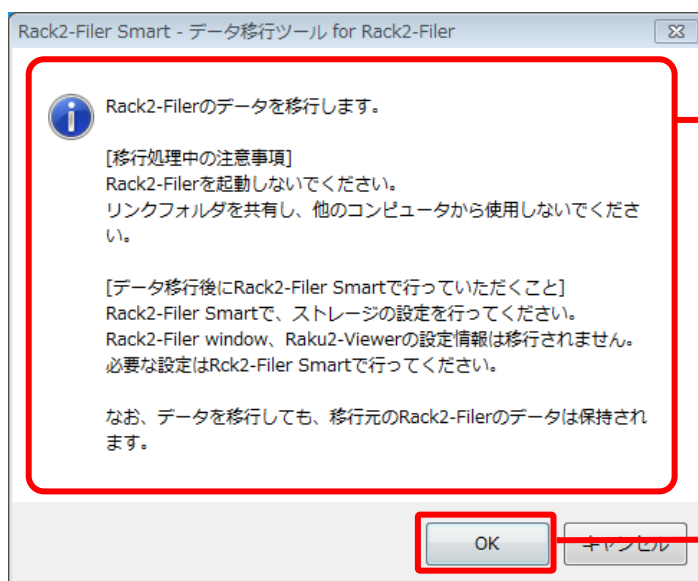 Rack2-Filer Smart - データ移行ツール for Rack2-Filer
Rack2-Filerのデータを移行します。
[移行処理中の注意事項]
Rack2-Filerを起動しないでください。
リンクフォルダを共有し、他のコンピュータから使用しないでくださ
い。
[データ移行後にRack2-Filer Smartで行っていただくこと]
Rack2-Filer Smartで、ストレージの設定を行ってください。
Rack2-Filer window、Raku2-Viewerの設定情報は移行されません。
必要な設定はRck2-Filer Smartで行ってください。
なお、データを移行しても、移行元のRack2-Filerのデータは保持され
ます。
OK
キャンセル